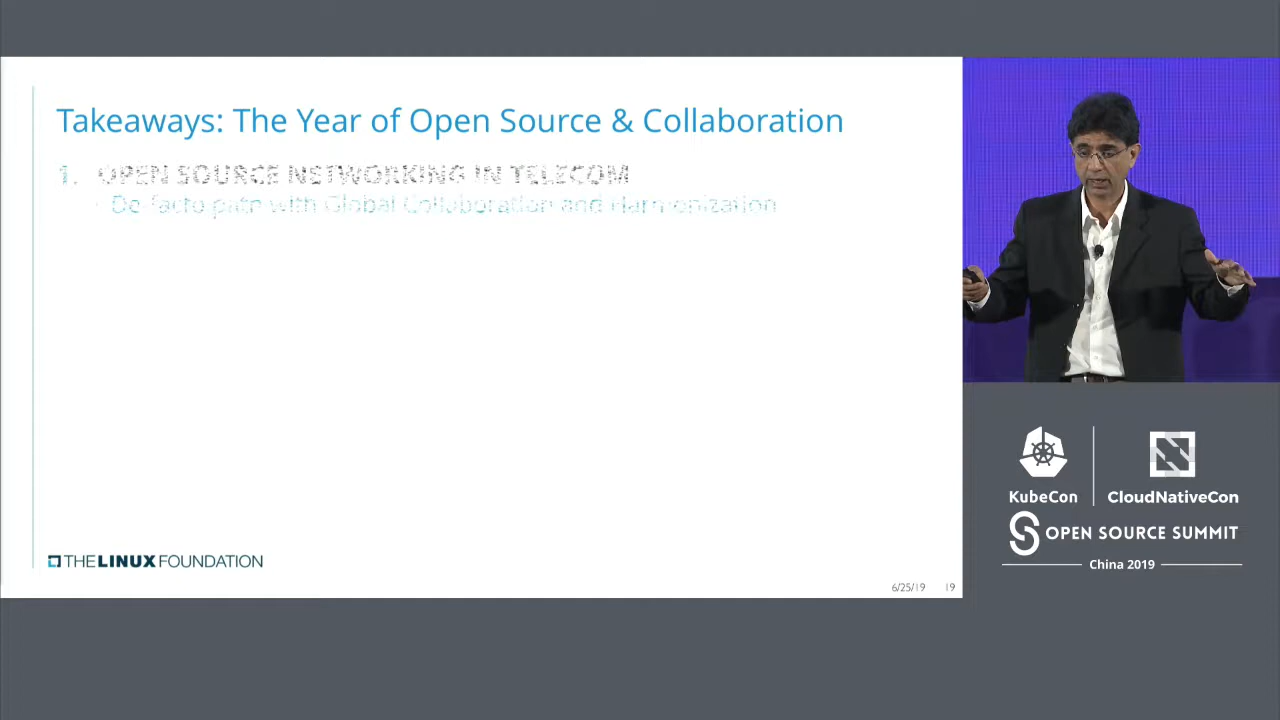 Takeaways: The Year of Open Source & Collaboration
1. OPEN SOURCE NETWORKING IN TELECOM
De facto path with Global Collaboration and Harmonization
THE LINUX FOUNDATION
6/25/19 19
KubeCon CloudNativeCon
OPEN SOURCE SUMMIT
China 2019